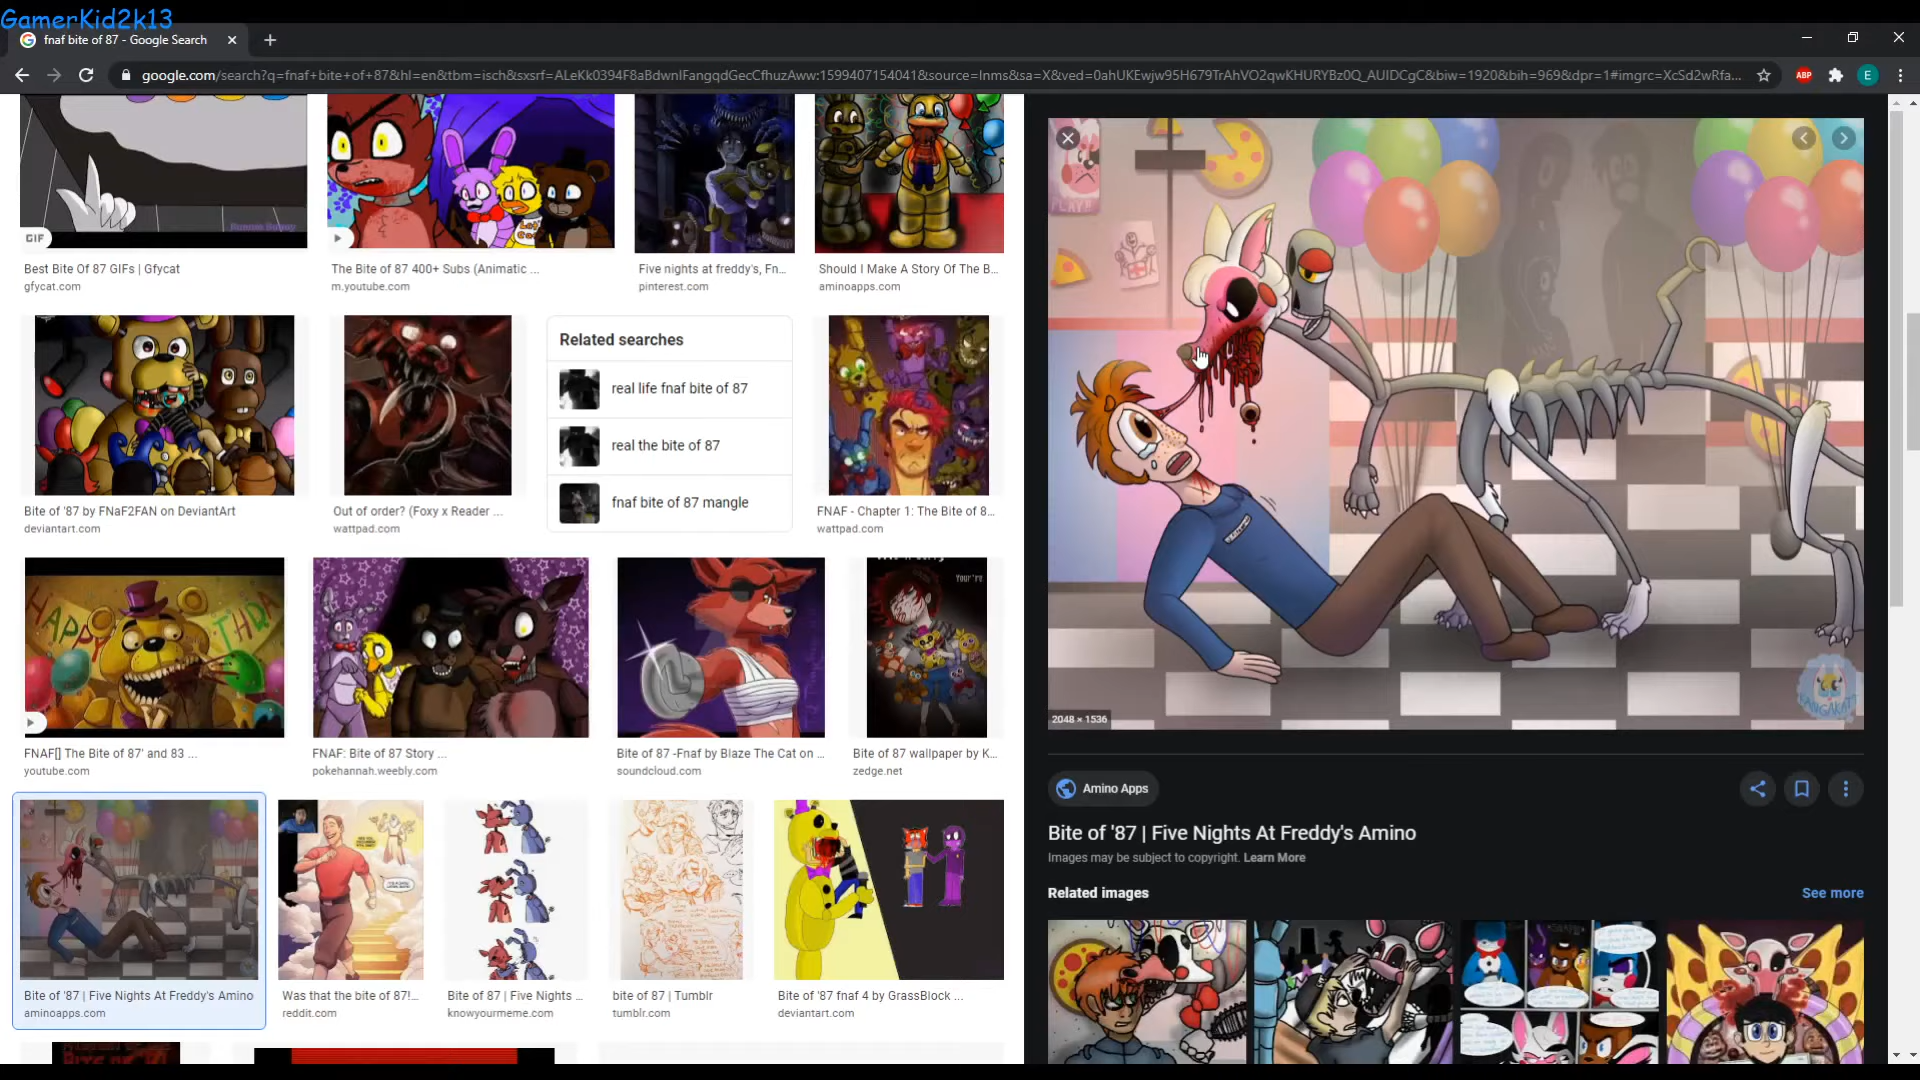 GamerKid2k13
fnaf bite of 87 - Google Search
google.com/search?q=fnaf+bite+of+87&hl=en&tbm=isch&sxsrf=ALeKk0394F8aBdwnIFangqdGecCfhuzAww:1599407154041&source=lnms&sa=X&ved=0ahUKEwjw95H679TrAhVO2qwKHURYBz0Q_AUIDCgC&biw=1920&bih=969&dpr=1#imgrc=XcSd2wRfa...
ABP
E
GIF
Best Bite Of 87 GIFs | Gfycat
gfycat.com
The Bite of 87 400+ Subs (Animatic ...
m.youtube.com
Five nights at freddy's, Fn...
pinterest.com
Should I Make A Story Of The B...
aminoapps.com
Bite of '87 by FNaF2FAN on DeviantArt
deviantart.com
Out of order? (Foxy x Reader ...
wattpad.com
Related searches
real life fnaf bite of 87
real the bite of 87
fnaf bite of 87 mangle
FNAF - Chapter 1: The Bite of 8...
wattpad.com
FNAF[] The Bite of 87' and 83 ...
youtube.com
FNAF: Bite of 87 Story ...
pokehannah.weebly.com
Bite of 87 -Fnaf by Blaze The Cat on ...
soundcloud.com
Bite of 87 wallpaper by K...
zedge.net
Bite of '87 | Five Nights At Freddy's Amino
aminoapps.com
Was that the bite of 87!...
reddit.com
Bite of 87 | Five Nights ...
knowyourmeme.com
bite of 87 | Tumblr
tumblr.com
Bite of '87 fnaf 4 by GrassBlock ...
deviantart.com
2048 × 1536
Amino Apps
Bite of '87 | Five Nights At Freddy's Amino
Images may be subject to copyright. Learn More
Related images
See more